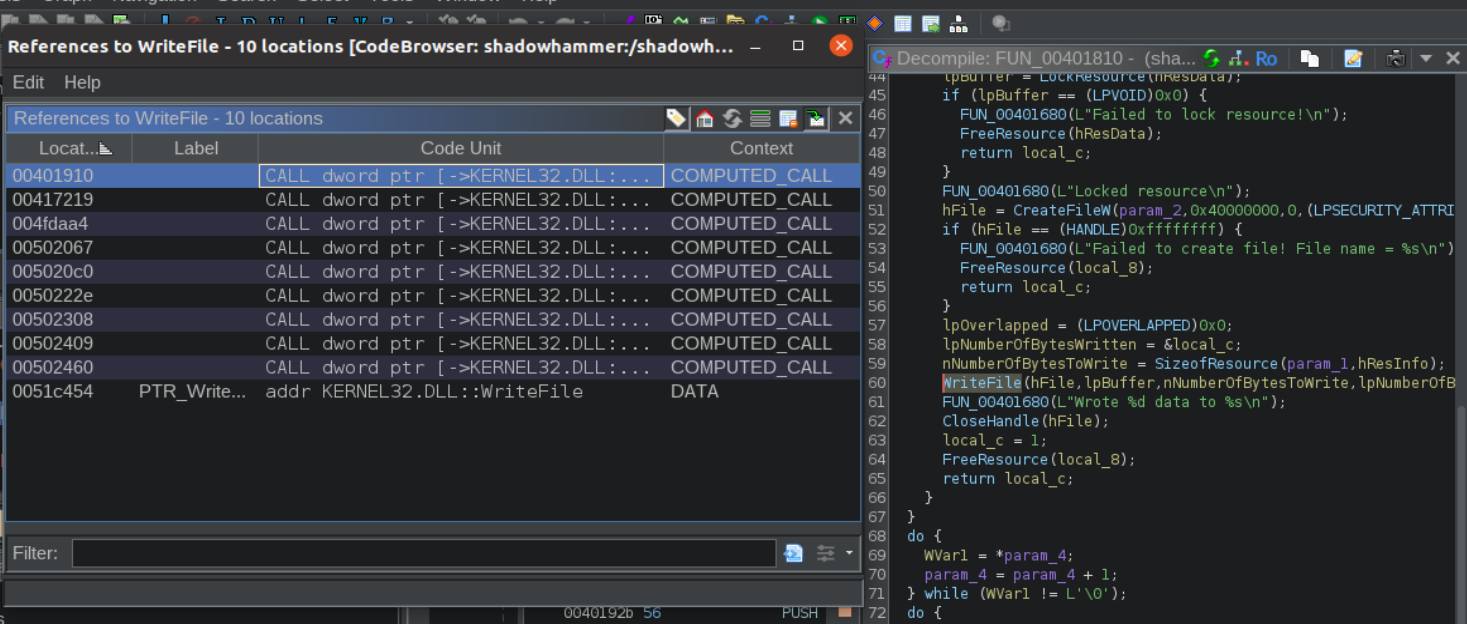 References to WriteFile - 10 locations [CodeBrowser: shadowhammer:/shadowh...
Edit Help
References to WriteFile - 10 locations
Locat... Label Code Unit Context
00401910 CALL dword ptr [->KERNEL32.DLL:... COMPUTED_CALL
00417219 CALL dword ptr [->KERNEL32.DLL:... COMPUTED_CALL
004fdaa4 CALL dword ptr [->KERNEL32.DLL:... COMPUTED_CALL
00502067 CALL dword ptr [->KERNEL32.DLL:... COMPUTED_CALL
005020c0 CALL dword ptr [->KERNEL32.DLL:... COMPUTED_CALL
0050222e CALL dword ptr [->KERNEL32.DLL:... COMPUTED_CALL
00502308 CALL dword ptr [->KERNEL32.DLL:... COMPUTED_CALL
00502409 CALL dword ptr [->KERNEL32.DLL:... COMPUTED_CALL
00502460 CALL dword ptr [->KERNEL32.DLL:... COMPUTED_CALL
0051c454 PTR_Write... addr KERNEL32.DLL::WriteFile DATA
Filter:
0040192b 56 PUSH
Decompile: FUN_00401810 - (sha... Ro
44 lpBuffer = LockResource(hResData);
45 if (lpBuffer == (LPVOID)0x0) {
46 FUN_00401680(L"Failed to lock resource!\n");
47 FreeResource(hResData);
48 return local_c;
49 }
50 FUN_00401680(L"Locked resource\n");
51 hFile = CreateFileW(param_2,0x40000000,0,(LPSECURITY_ATTRI
52 if (hFile == (HANDLE)0xffffffff) {
53 FUN_00401680(L"Failed to create file! File name = %s\n")
54 FreeResource(local_8);
55 return local_c;
56 }
57 lpOverlapped = (LPOVERLAPPED)0x0;
58 lpNumberOfBytesWritten = &local_c;
59 nNumberOfBytesToWrite = SizeofResource(param_1,hResInfo);
60 WriteFile(hFile,lpBuffer,nNumberOfBytesToWrite,lpNumberOfB
61 FUN_00401680(L"Wrote %d data to %s\n");
62 CloseHandle(hFile);
63 local_c = 1;
64 FreeResource(local_8);
65 return local_c;
66 }
67 }
68 do {
69 WVar1 = *param_4;
70 param_4 = param_4 + 1;
71 } while (WVar1 != L'\0');
72 do {